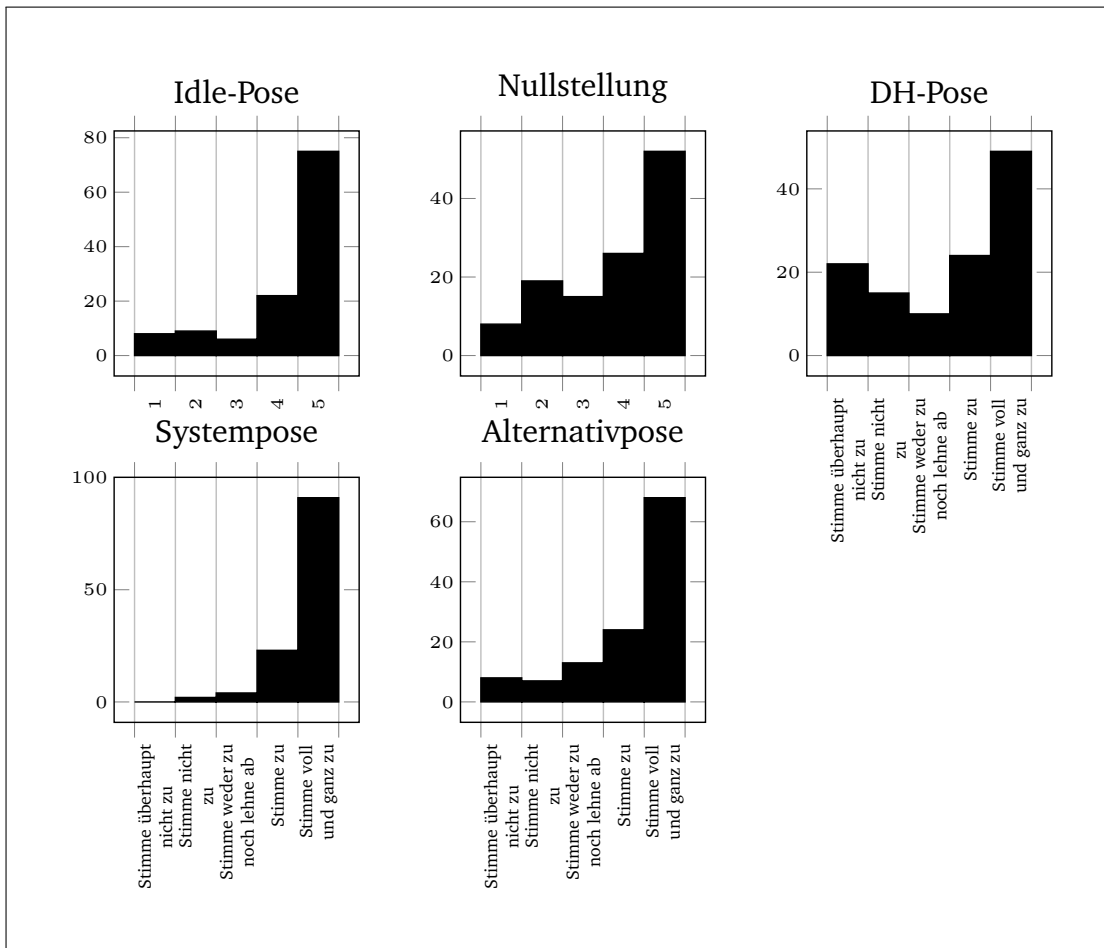 Idle-Pose
80
60
40
20
0
1
2
3
4
5
Nullstellung
40
20
0
1
2
3
4
5
DH-Pose
40
20
0
Stimme überhaupt
nicht zu
Stimme nicht
zu
Stimme weder zu
noch lehne ab
Stimme zu
Stimme voll
und ganz zu
Systempose
100
50
0
Stimme überhaupt
nicht zu
Stimme nicht
zu
Stimme weder zu
noch lehne ab
Stimme zu
Stimme voll
und ganz zu
Alternativpose
60
40
20
0
Stimme überhaupt
nicht zu
Stimme nicht
zu
Stimme weder zu
noch lehne ab
Stimme zu
Stimme voll
und ganz zu